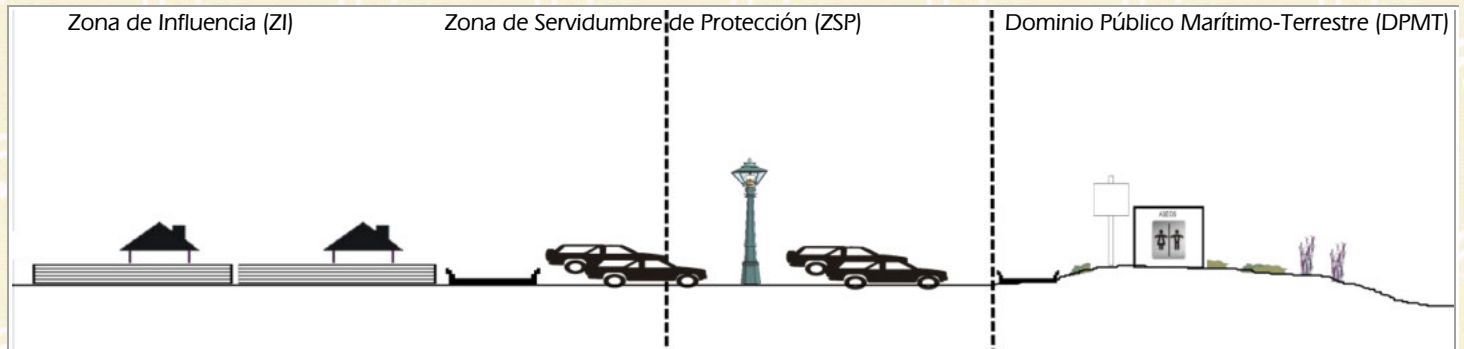 Zona de Influencia (ZI)
Zona de Servidumbre de Protección (ZSP)
Dominio Público Marítimo-Terrestre (DPMT)
ASEOS